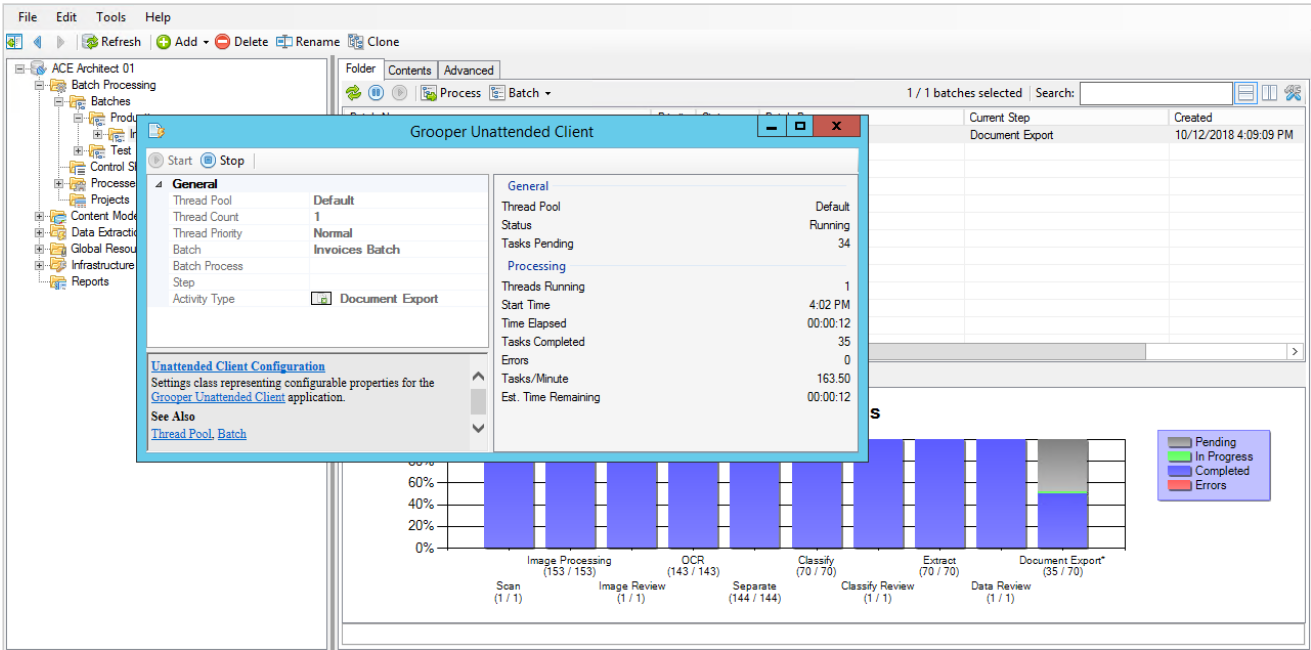 File Edit Tools Help
Refresh Add Delete Rename Clone
ACE Architect 01
Batch Processing
Batches
Test
Control
Projects
Data
Global
Infrastructure
Reports
Folder Contents Advanced
Process Batch 1 / 1 batches selected Search:
Current Step Created
Document Export 10/12/2018 4:09:09 PM
Grooper Unattended Client
Start Stop
General
Thread Pool Default
Thread Count 1
Thread Priority Normal
Batch Invoices Batch
Batch Process
Step
Activity Type Document Export
Unattended Client Configuration
Settings class representing configurable properties for the
Grooper Unattended Client application.
See Also
Thread Pool, Batch
General
Thread Pool Default
Status Running
Tasks Pending 34
Processing
Threads Running 1
Start Time 4:02 PM
Time Elapsed 00:00:12
Tasks Completed 35
Errors 0
Tasks/Minute 163.50
Est. Time Remaining 00:00:12
s
Pending
In Progress
Completed
Errors
60%
40%
20%
0%
Image Processing OCR Classify Extract Document Export*
(153 / 153) (143 / 143) (70 / 70) (70 / 70) (35 / 70)
Scan Image Review Separate Classify Review Data Review
(1 / 1) (1 / 1) (144 / 144) (1 / 1) (1 / 1)